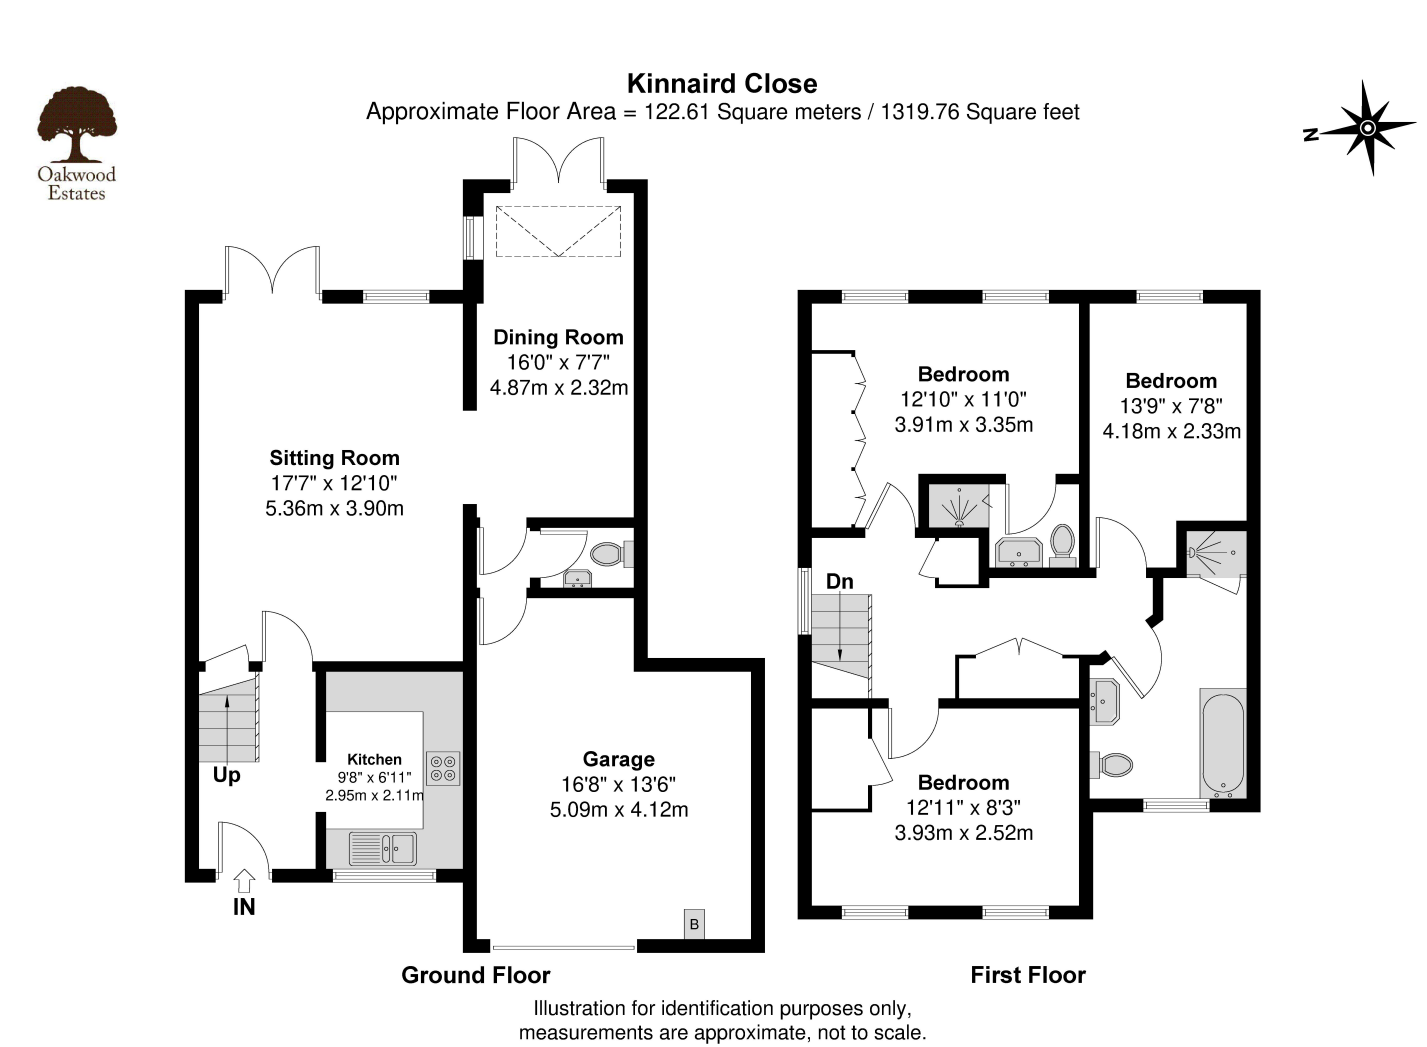 Kinnaird Close
Approximate Floor Area = 122.61 Square meters / 1319.76 Square feet
Oakwood
Estates
N
Dining Room
16'0" x 7'7"
4.87m x 2.32m
Sitting Room
17'7" x 12'10"
5.36m x 3.90m
Up
Kitchen
9'8" x 6'11"
2.95m x 2.11m
IN
Garage
16'8" x 13'6"
5.09m x 4.12m
B
Ground Floor
Bedroom
12'10" x 11'0"
3.91m x 3.35m
Bedroom
13'9" x 7'8"
4.18m x 2.33m
Dn
Bedroom
12'11" x 8'3"
3.93m x 2.52m
First Floor
Illustration for identification purposes only,
measurements are approximate, not to scale.